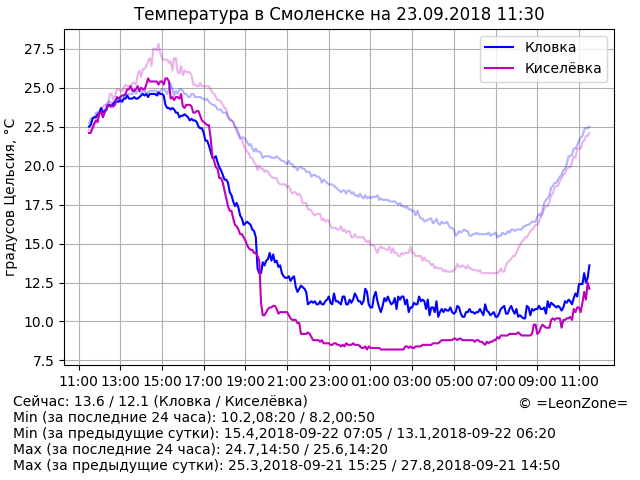 Температура в Смоленске на 23.09.2018 11:30
Кловка
Киселёвка
градусов Цельсия, °C
27.5
25.0
22.5
20.0
17.5
15.0
12.5
10.0
7.5
11:00 13:00 15:00 17:00 19:00 21:00 23:00 01:00 03:00 05:00 07:00 09:00 11:00
Сейчас: 13.6 / 12.1 (Кловка / Киселёвка)
© =LeonZone=
Min (за последние 24 часа): 10.2,08:20 / 8.2,00:50
Min (за предыдущие сутки): 15.4,2018-09-22 07:05 / 13.1,2018-09-22 06:20
Max (за последние 24 часа): 24.7,14:50 / 25.6,14:20
Max (за предыдущие сутки): 25.3,2018-09-21 15:25 / 27.8,2018-09-21 14:50